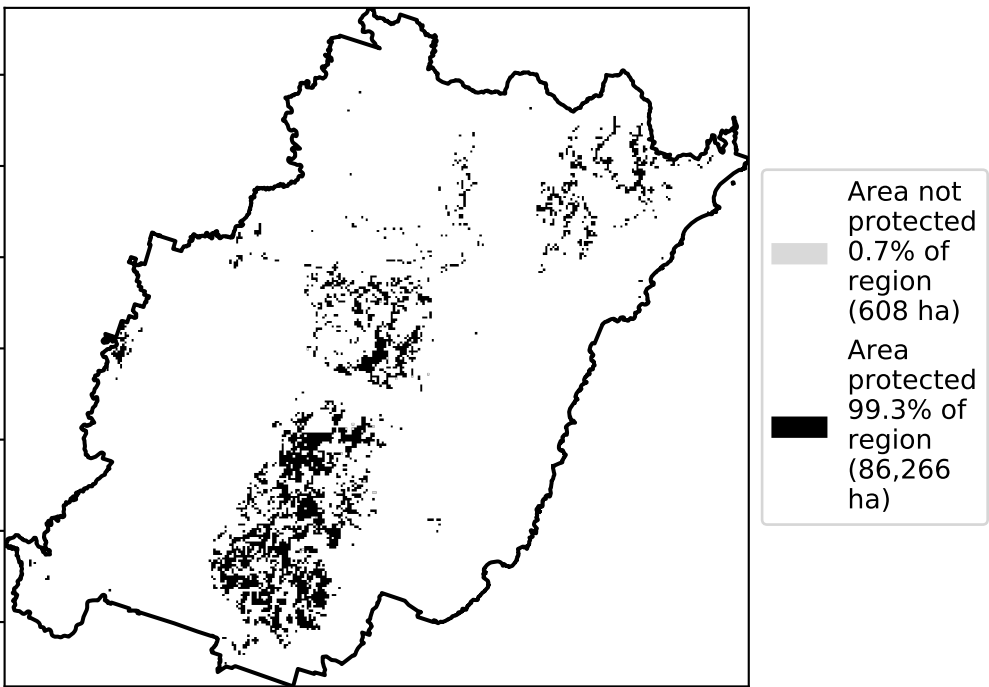 Area not
protected
0.7% of
region
(608 ha)
Area
protected
99.3% of
region
(86,266
ha)